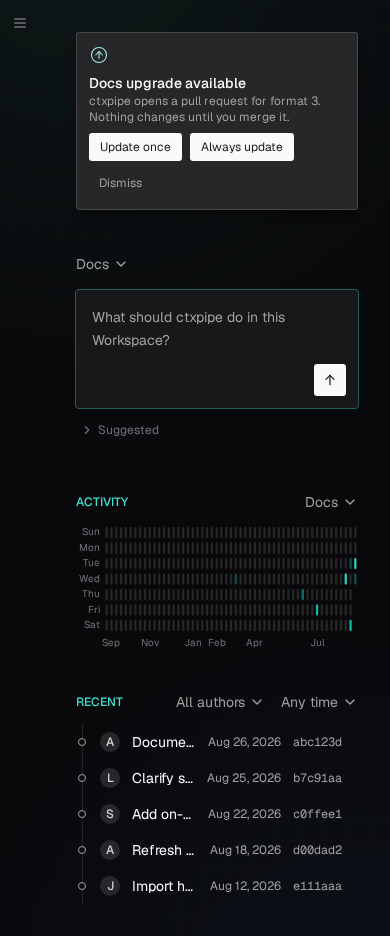 Docs upgrade available
ctxpipe opens a pull request for format 3.
Nothing changes until you merge it.
Update once Always update
Dismiss
Docs
What should ctxpipe do in this
Workspace?
Suggested
ACTIVITY Docs
Sun
Mon
Tue
Wed
Thu
Fri
Sat
Sep Nov Jan Feb Apr Jul
RECENT All authors Any time
A Docume... Aug 26, 2026 abc123d
L Clarify s... Aug 25, 2026 b7c91aa
S Add on-... Aug 22, 2026 c0ffee1
A Refresh ... Aug 18, 2026 d00dad2
J Import h... Aug 12, 2026 e111aaa